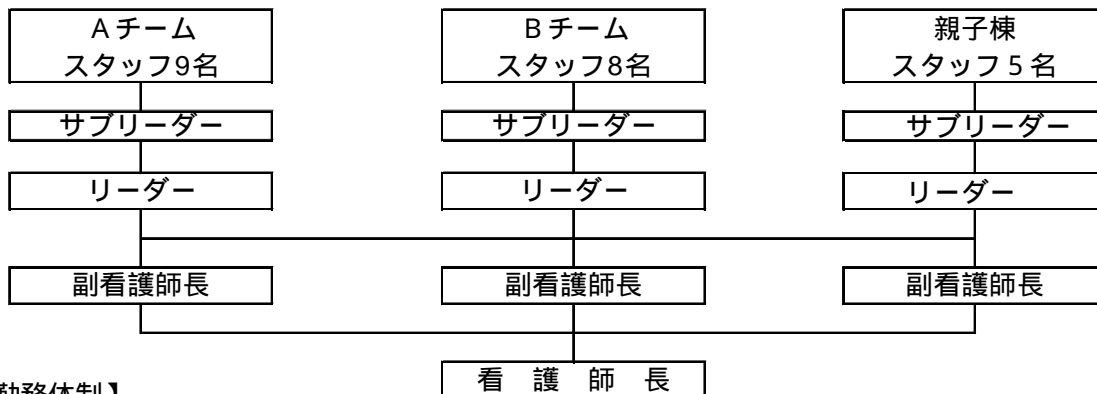 Aチーム
スタッフ9名
Bチーム
スタッフ8名
親子棟
スタッフ5名
サブリーダー
サブリーダー
サブリーダー
リーダー
リーダー
リーダー
副看護師長
副看護師長
副看護師長
看 護 師 長
勤務体制】